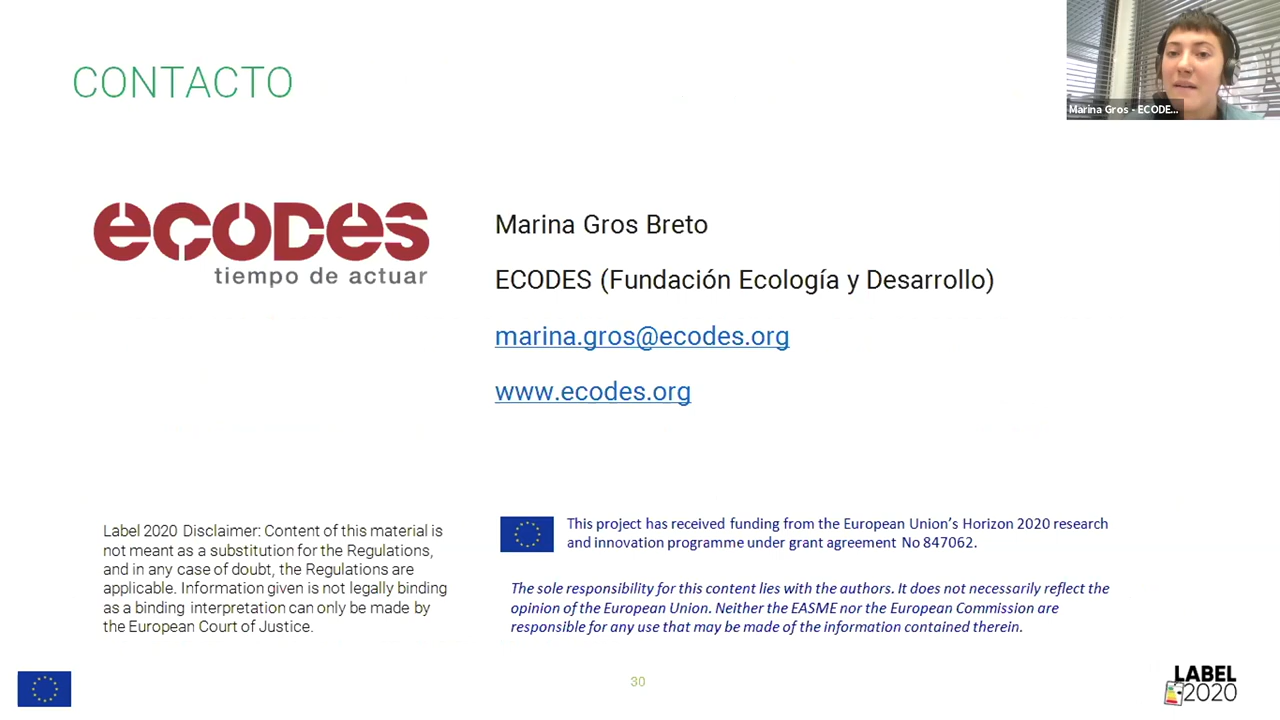 CONTACTO
Marina Gros - ECODE...
ecodes
tiempo de actuar
Marina Gros Breto
ECODES (Fundación Ecología y Desarrollo)
marina.gros@ecodes.org
www.ecodes.org
Label 2020 Disclaimer: Content of this material is
not meant as a substitution for the Regulations,
and in any case of doubt, the Regulations are
applicable. Information given is not legally binding
as a binding interpretation can only be made by
the European Court of Justice.
This project has received funding from the European Union's Horizon 2020 research
and innovation programme under grant agreement No 847062.
The sole responsibility for this content lies with the authors. It does not necessarily reflect the
opinion of the European Union. Neither the EASME nor the European Commission are
responsible for any use that may be made of the information contained therein.
30
LABEL
2020